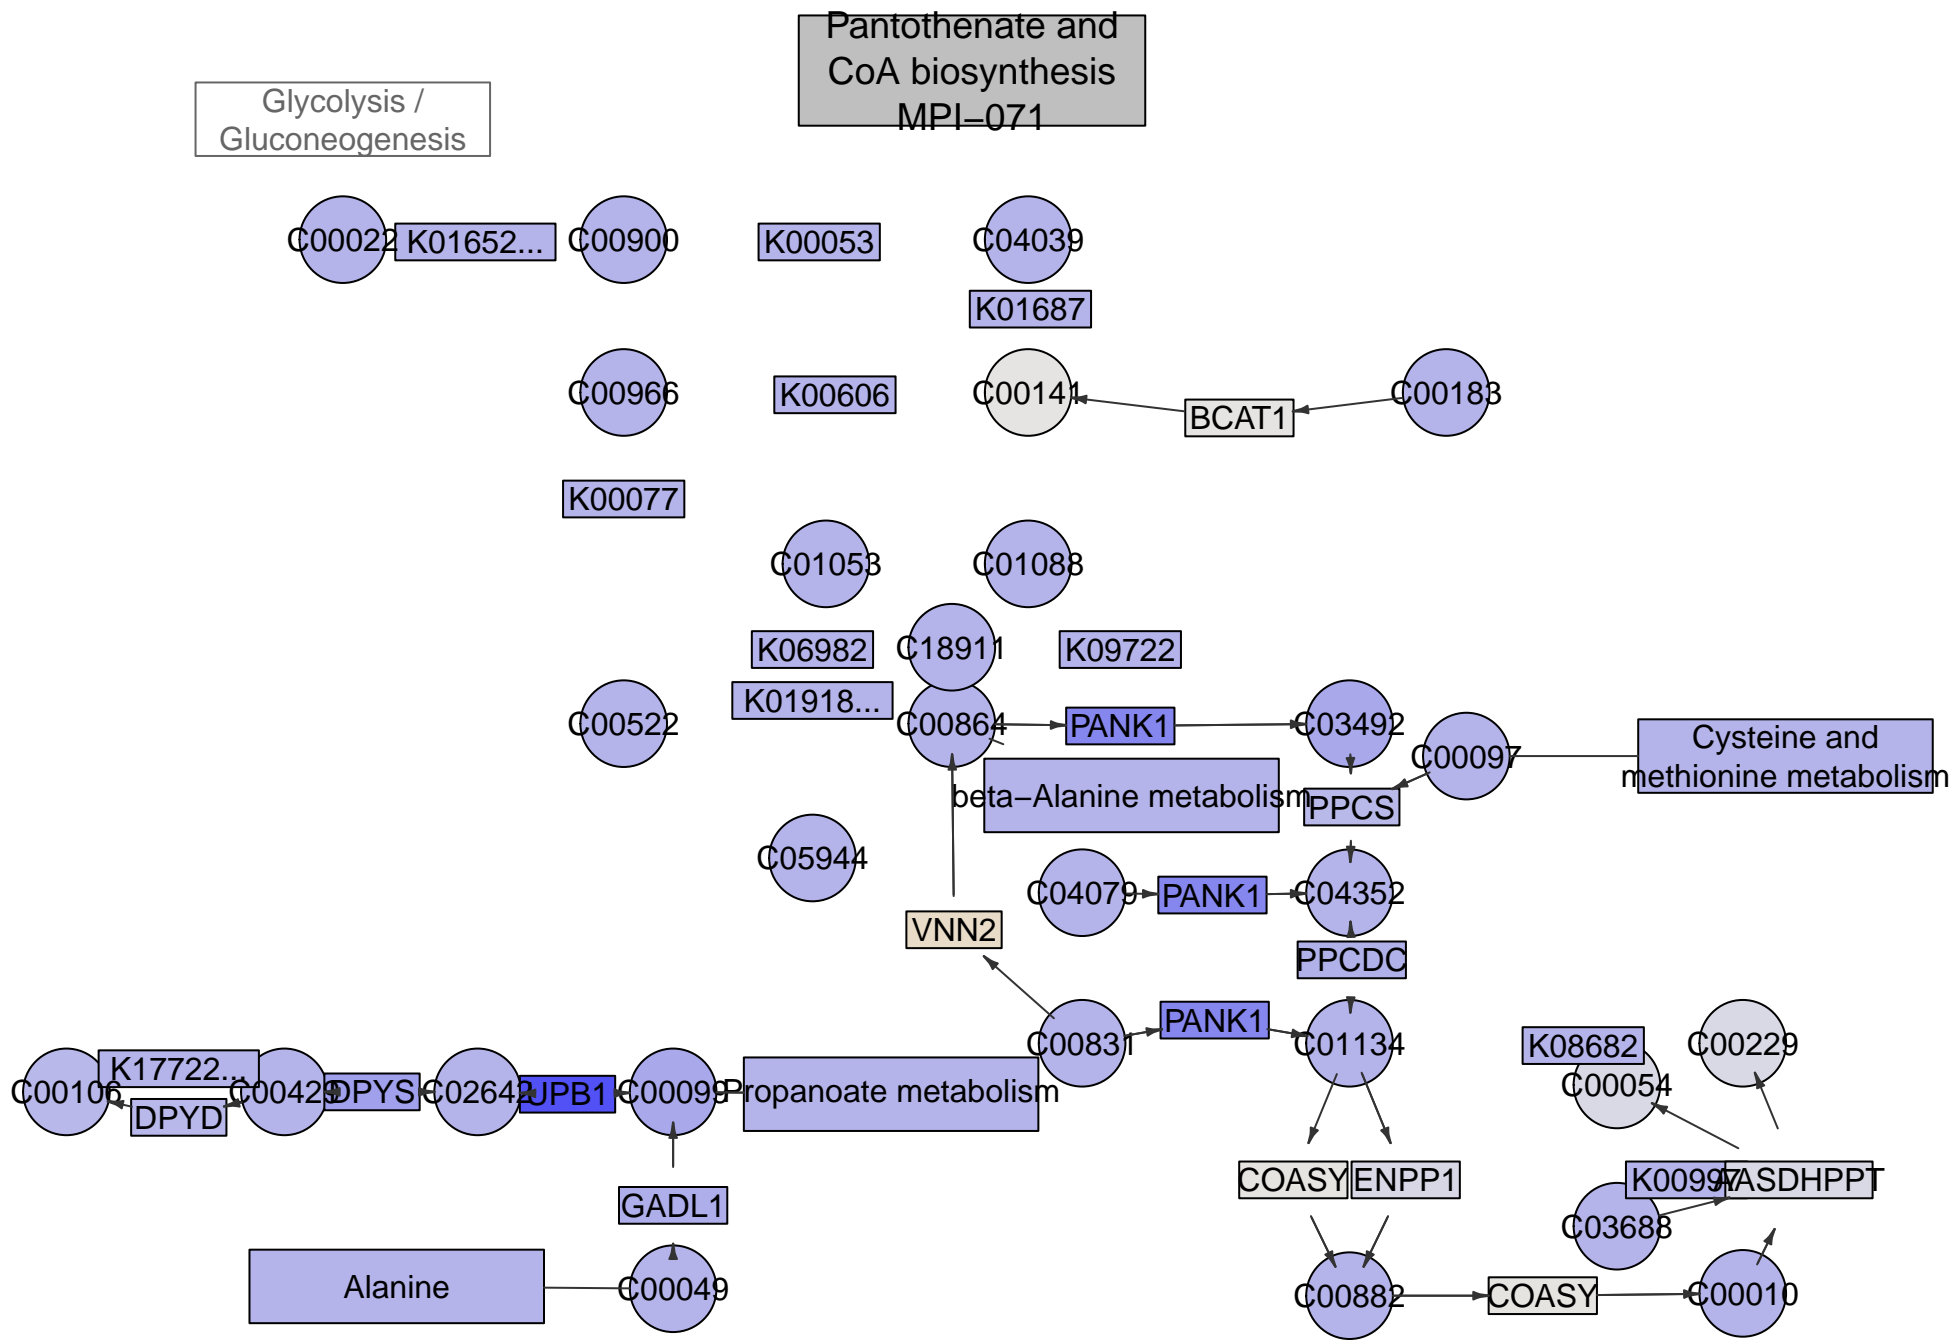 Pantothenate and
CoA biosynthesis
MPI−071
Glycolysis /
Gluconeogenesis
C00022
K01652...
C00900
K00053
C04039
K01687
C00966
K00606
C00141
BCAT1
C00183
K00077
C01053
C01088
K06982
C18911
K09722
K01918...
C00522
C00864
PANK1
C03492
C00097
Cysteine and
methionine metabolism
beta−Alanine metabolism
PPCS
C05944
C04079
PANK1
C04352
VNN2
PPCDC
C00831
PANK1
C01134
K08682
C00229
C00054
K17722...
C00106
DPYD
C00429
DPYS
C02642
UPB1
C00099
Propanoate metabolism
COASY
ENPP1
K00997
AASDHPPT
GADL1
C03688
Alanine
C00049
C00882
COASY
C00010